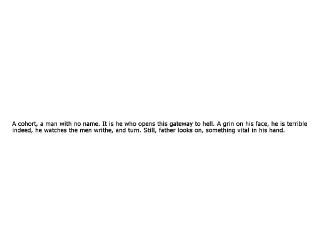 A cohort, a man with no name. It is he who opens this gateway to hell. A grin on his face, he is terrible
indeed, he watches the men writhe, and turn. Still, father looks on, something vital in his hand.